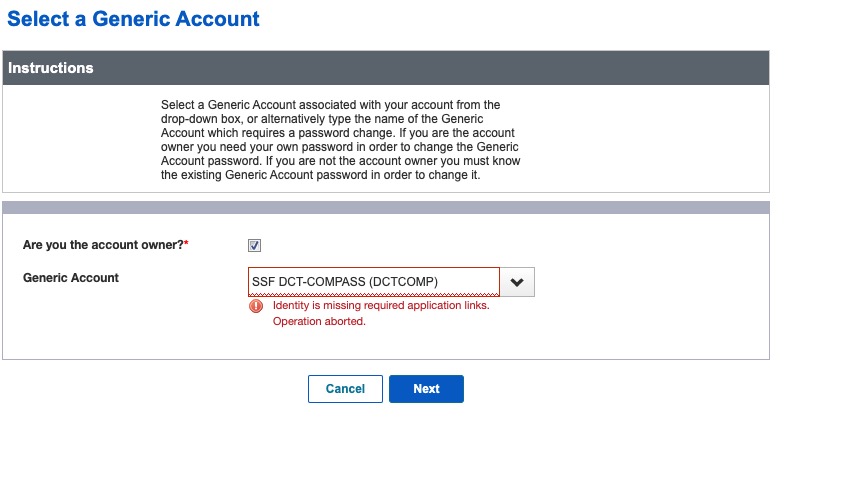 Select a Generic Account
Instructions
Select a Generic Account associated with your account from the
drop-down box, or alternatively type the name of the Generic
Account which requires a password change. If you are the account
owner you need your own password in order to change the Generic
Account password. If you are not the account owner you must know
the existing Generic Account password in order to change it.
Are you the account owner?*
Generic Account
SSF DCT-COMPASS (DCTCOMP)
Identity is missing required application links.
Operation aborted.
Cancel
Next